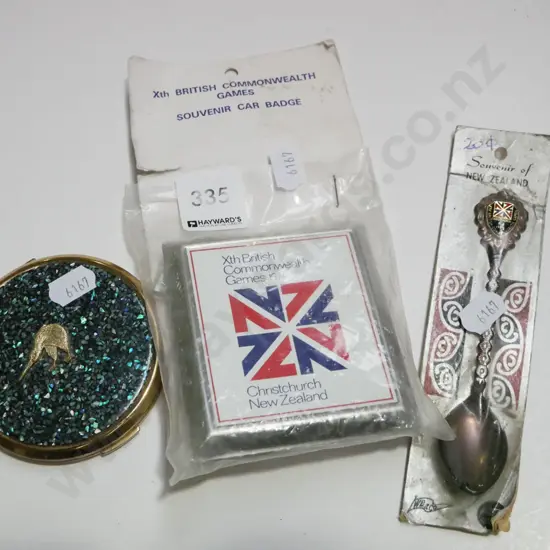 Xth BRITISH COMMONWEALTH
GAMES
SOUVENIR CAR BADGE
335
HAYWARD'S
6167
Xth British
Commonwealth
Games
Christchurch
New Zealand
6167
Souvenir of
NEW ZEALAND
6167